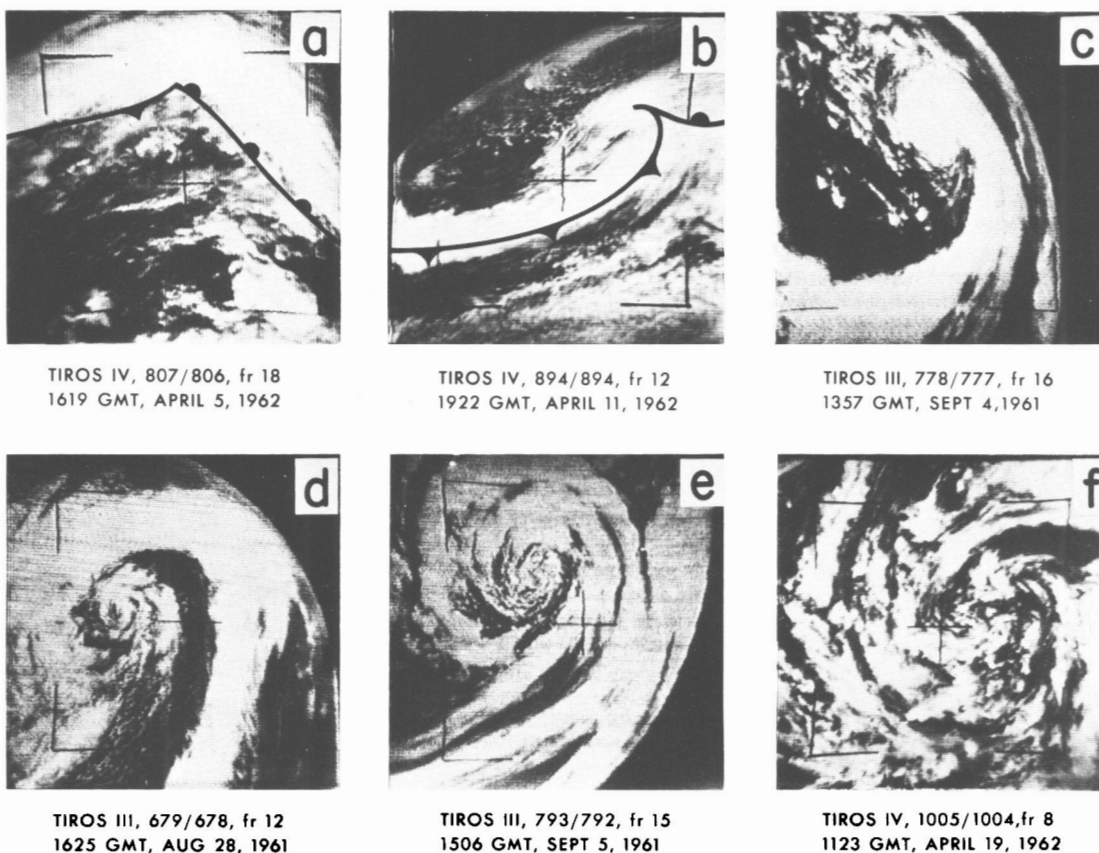 a
b
c
TIROS IV, 807/806, fr 18
1619 GMT, APRIL 5, 1962
TIROS IV, 894/894, fr 12
1922 GMT, APRIL 11, 1962
TIROS III, 778/777, fr 16
1357 GMT, SEPT 4,1961
d
e
f
TIROS III, 679/678, fr 12
1625 GMT, AUG 28, 1961
TIROS III, 793/792, fr 15
1506 GMT, SEPT 5, 1961
TIROS IV, 1005/1004,fr 8
1123 GMT, APRIL 19, 1962